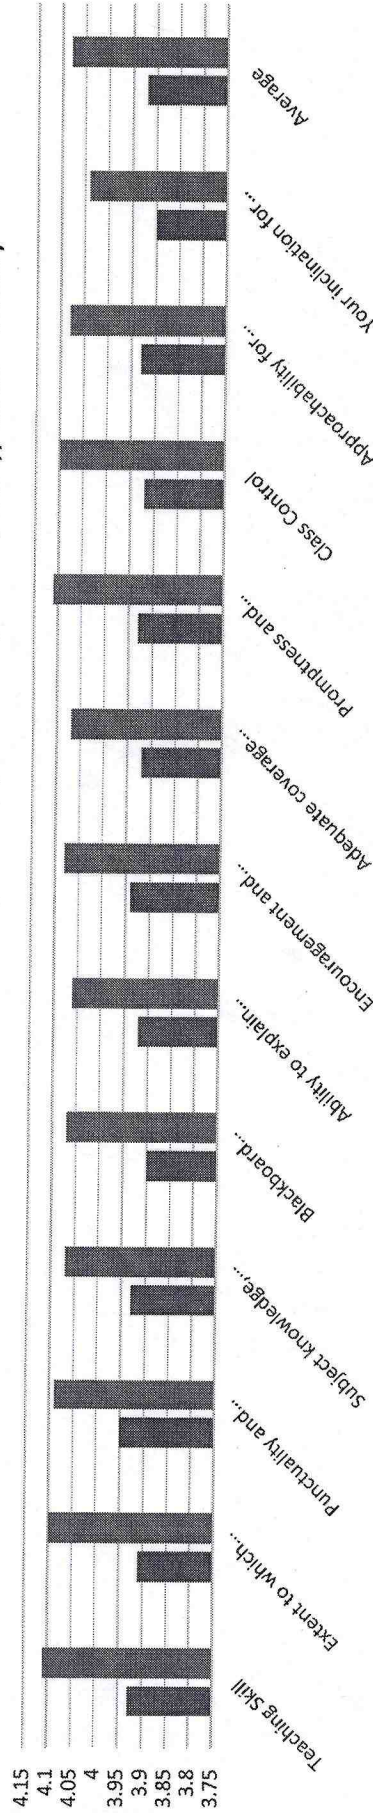 4.15
4.1
4.05
4
3.95
3.9
3.85
3.8
3.75
Teaching Skill
Extent to which...
Punctuality and...
Subject knowledge,...
Blackboard...
Ability to explain...
Encouragement and...
Adequate coverage...
Promptness and...
Class Control
Approachability for...
Your Inclination for...
Average